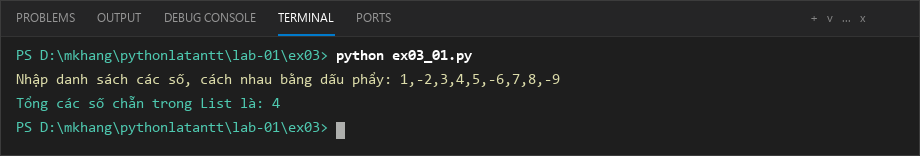 PROBLEMS OUTPUT DEBUG CONSOLE TERMINAL PORTS + v ... x
PS D:\mkhang\pythonlatantt\lab-01\ex03> python ex03_01.py
Nhập danh sách các số, cách nhau bằng dấu phẩy: 1,-2,3,4,5,-6,7,8,-9
Tổng các số chẵn trong List là: 4
PS D:\mkhang\pythonlatantt\lab-01\ex03>